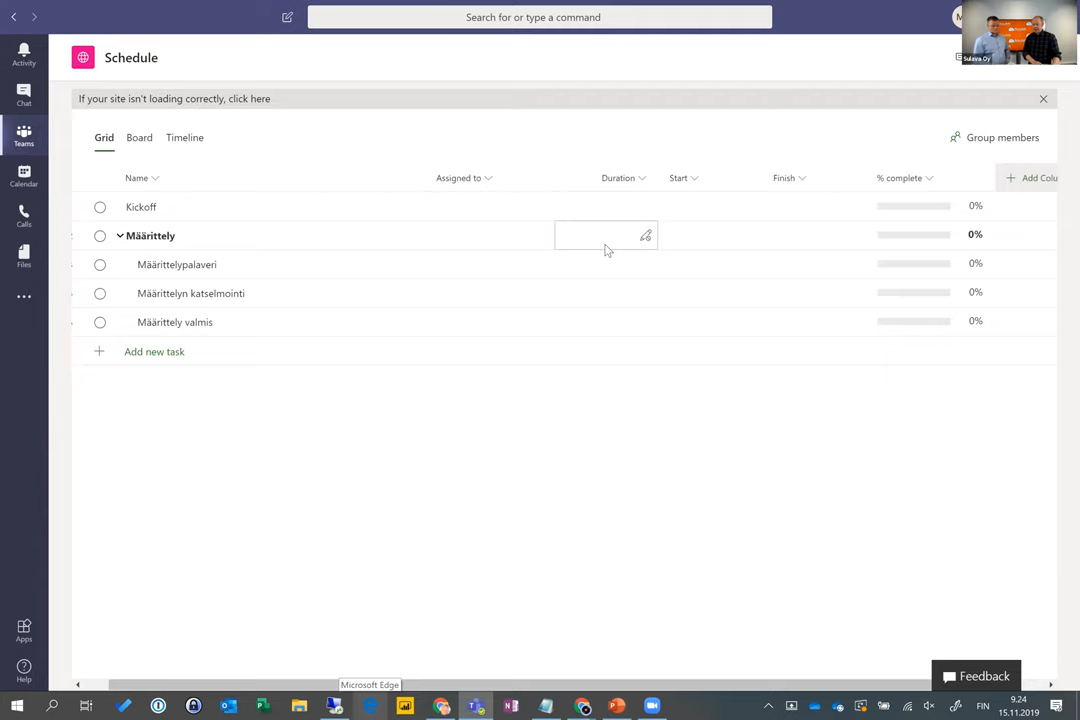 Search for or type a command
Sulava Oy
Activity
Chat
Teams
Calendar
Calls
Files
Apps
Help
Schedule
If your site isn't loading correctly, click here
Grid Board Timeline
Group members
Name Assigned to Duration Start Finish % complete Add Colu
Kickoff 0%
Määrittely 0%
Määrittelypalaveri 0%
Määrittelyn katselmointi 0%
Määrittely valmis 0%
Add new task
Feedback
Microsoft Edge
FIN
9.24
15.11.2019